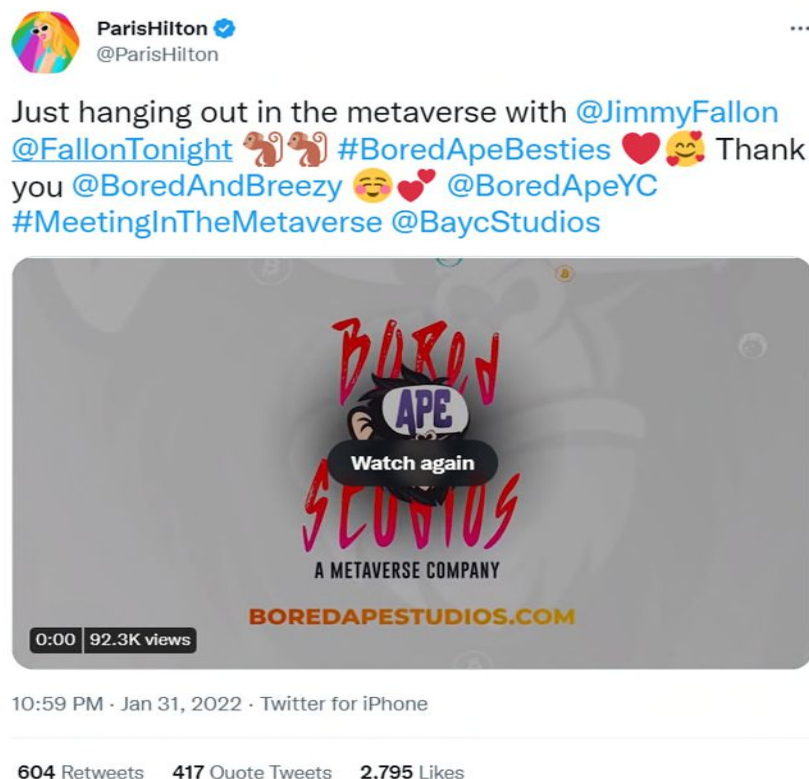 ParisHilton
@ParisHilton
Just hanging out in the metaverse with @JimmyFallon
@FallonTonight 🐒🐒 #BoredApeBesties ❤️🥰 Thank
you @BoredAndBreezy ☺️💕 @BoredApeYC
#MeetingInTheMetaverse @BaycStudios
BORed
APE
Watch again
STUDIOS
A METAVERSE COMPANY
BOREDAPESTUDIOS.COM
0:00 92.3K views
10:59 PM · Jan 31, 2022 · Twitter for iPhone
604 Retweets 417 Quote Tweets 2,795 Likes